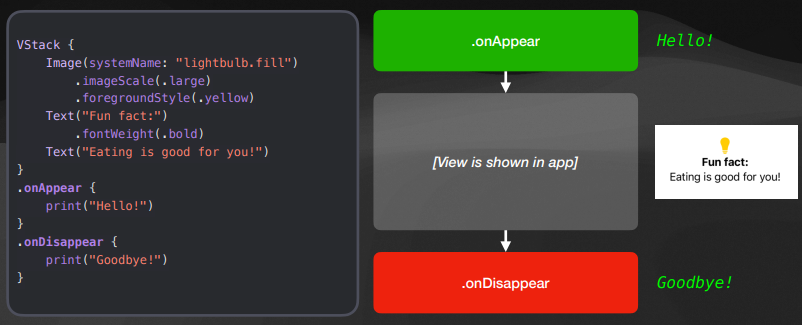 VStack {
    Image(systemName: "lightbulb.fill")
        .imageScale(.large)
        .foregroundStyle(.yellow)
    Text("Fun fact:")
        .fontWeight(.bold)
    Text("Eating is good for you!")
}
.onAppear {
    print("Hello!")
}
.onDisappear {
    print("Goodbye!")
}
.onAppear
Hello!
[View is shown in app]
Fun fact:
Eating is good for you!
.onDisappear
Goodbye!